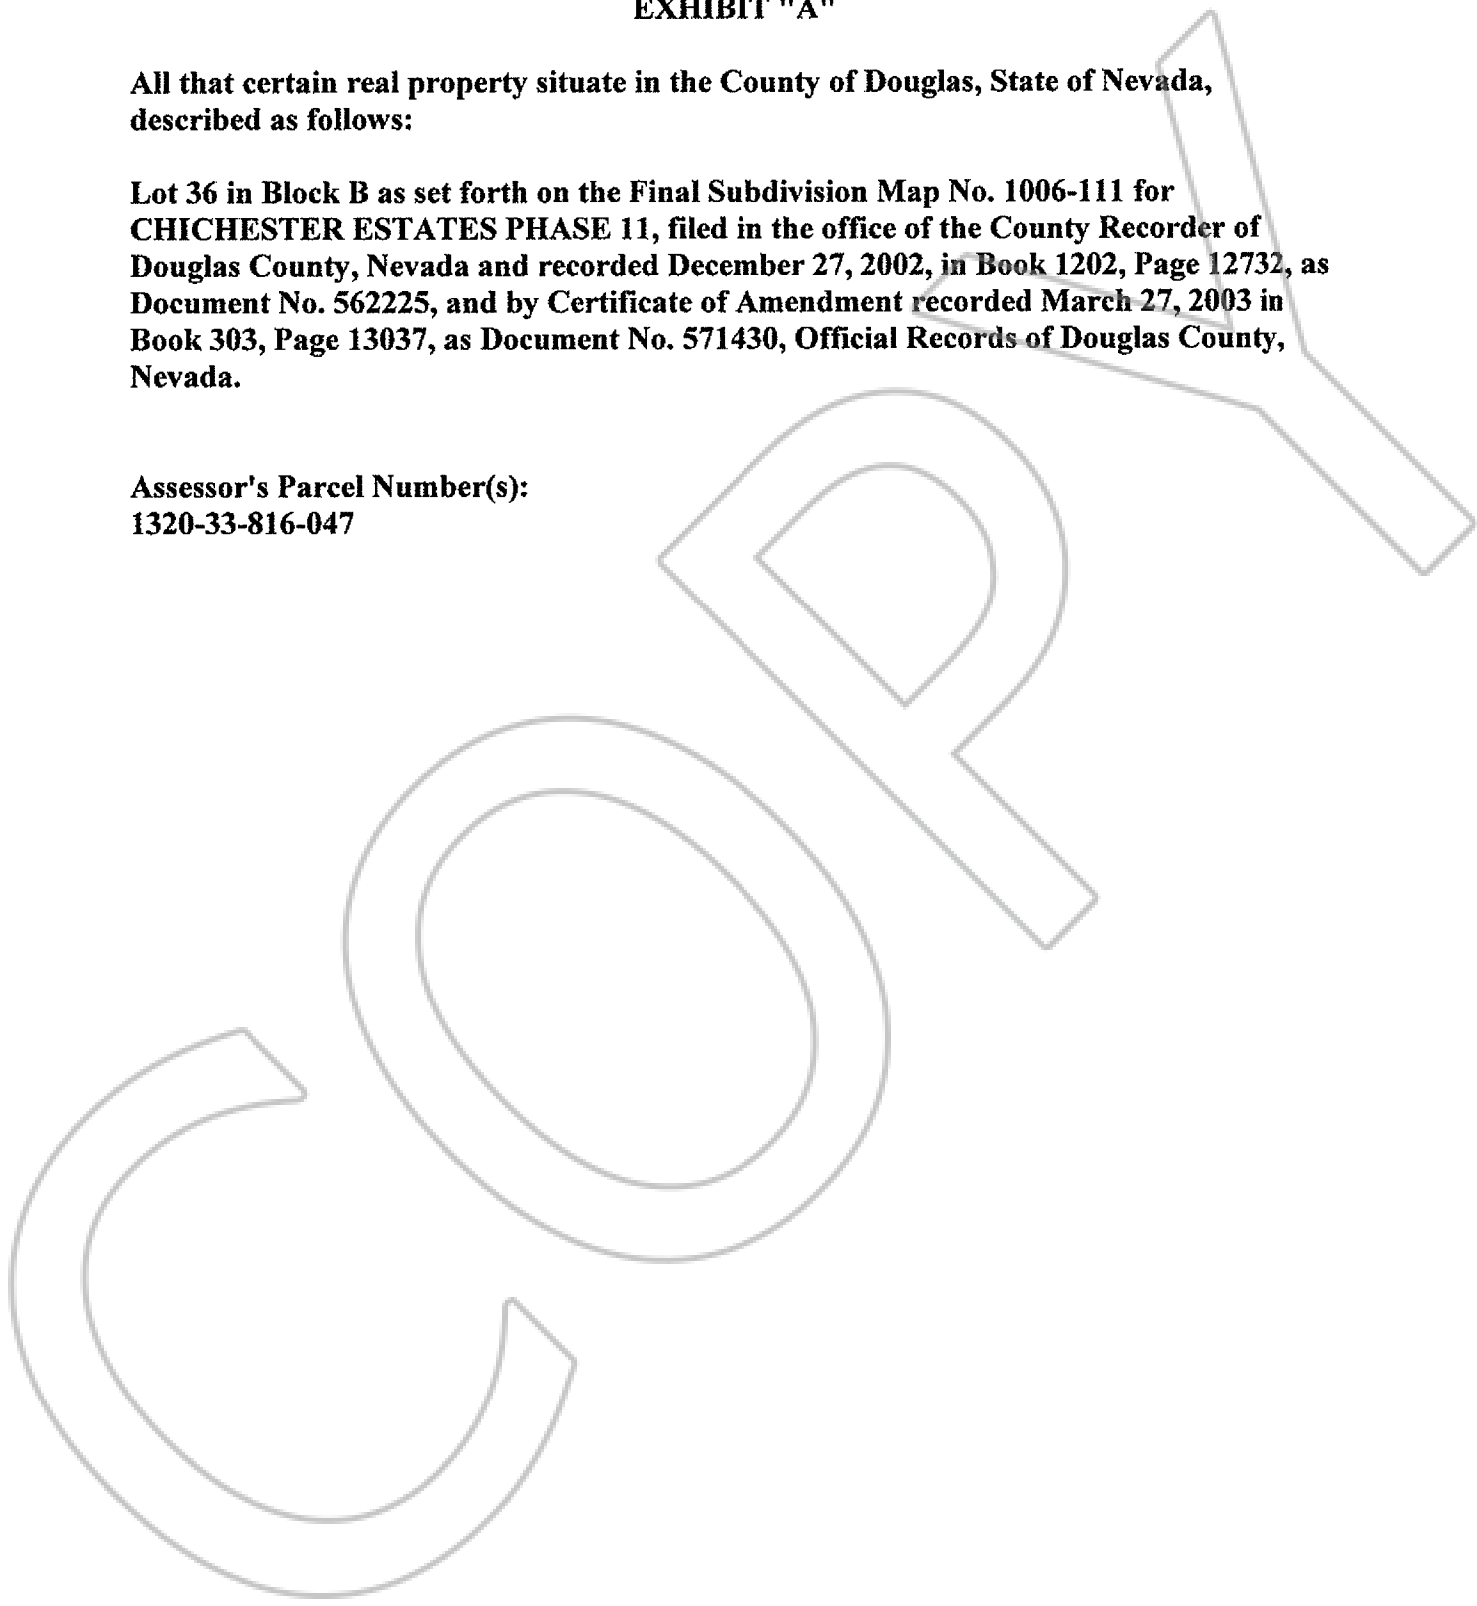 EXHIBIT "A"
All that certain real property situate in the County of Douglas, State of Nevada,
described as follows:
Lot 36 in Block B as set forth on the Final Subdivision Map No. 1006-111 for
CHICHESTER ESTATES PHASE 11, filed in the office of the County Recorder of
Douglas County, Nevada and recorded December 27, 2002, in Book 1202, Page 12732, as
Document No. 562225, and by Certificate of Amendment recorded March 27, 2003 in
Book 303, Page 13037, as Document No. 571430, Official Records of Douglas County,
Nevada.
Assessor's Parcel Number(s):
1320-33-816-047
COPY